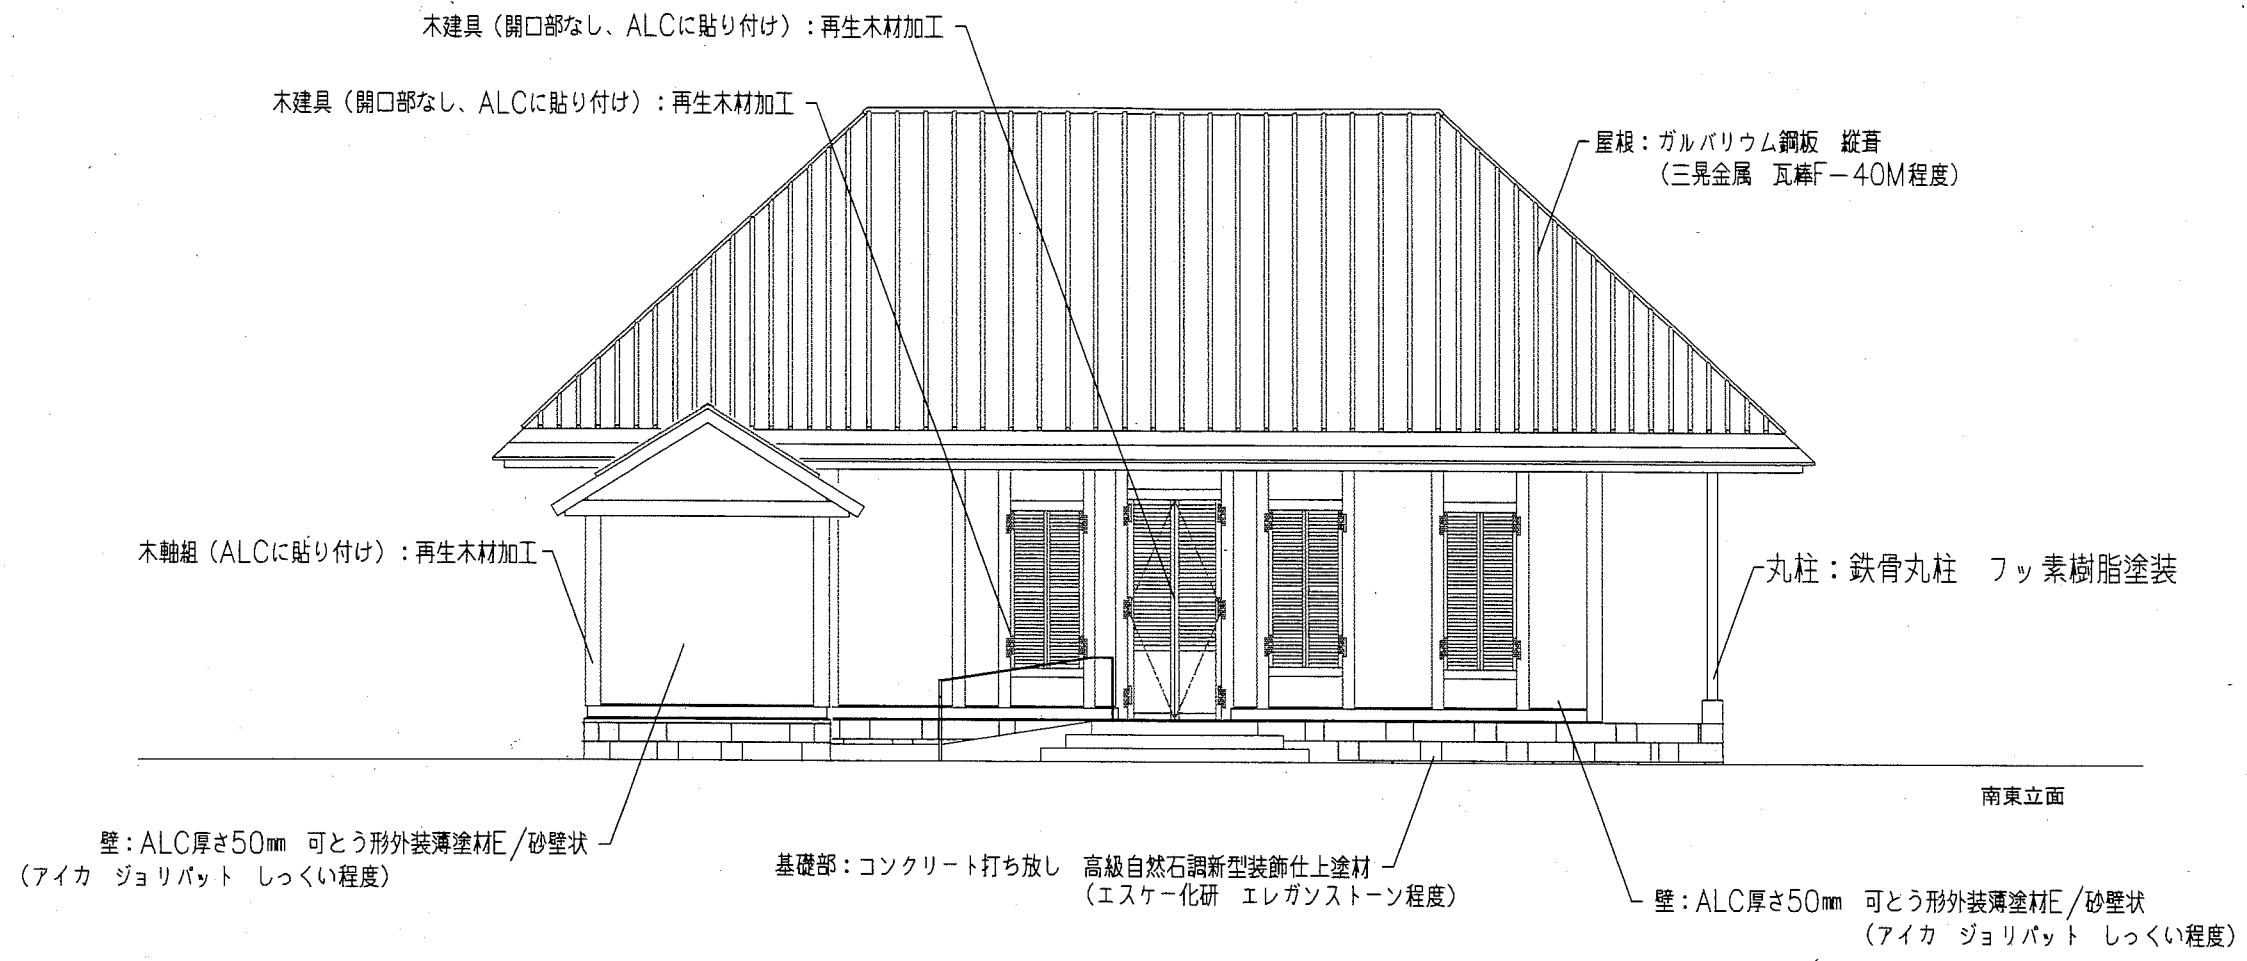 木建具（開口部なし、ALCに貼り付け）：再生木材加工
木建具（開口部なし、ALCに貼り付け）：再生木材加工
屋根：ガルバリウム鋼板　縦葺
（三晃金属　瓦棒F－40M程度）
木軸組（ALCに貼り付け）：再生木材加工
丸柱：鉄骨丸柱　フッ素樹脂塗装
南東立面
壁：ALC厚さ50㎜　可とう形外装薄塗材E／砂壁状
（アイカ　ジョリパット　しっくい程度）
基礎部：コンクリート打ち放し　高級自然石調新型装飾仕上塗材
（エスケー化研　エレガンストーン程度）
壁：ALC厚さ50㎜　可とう形外装薄塗材E／砂壁状
（アイカ　ジョリパット　しっくい程度）